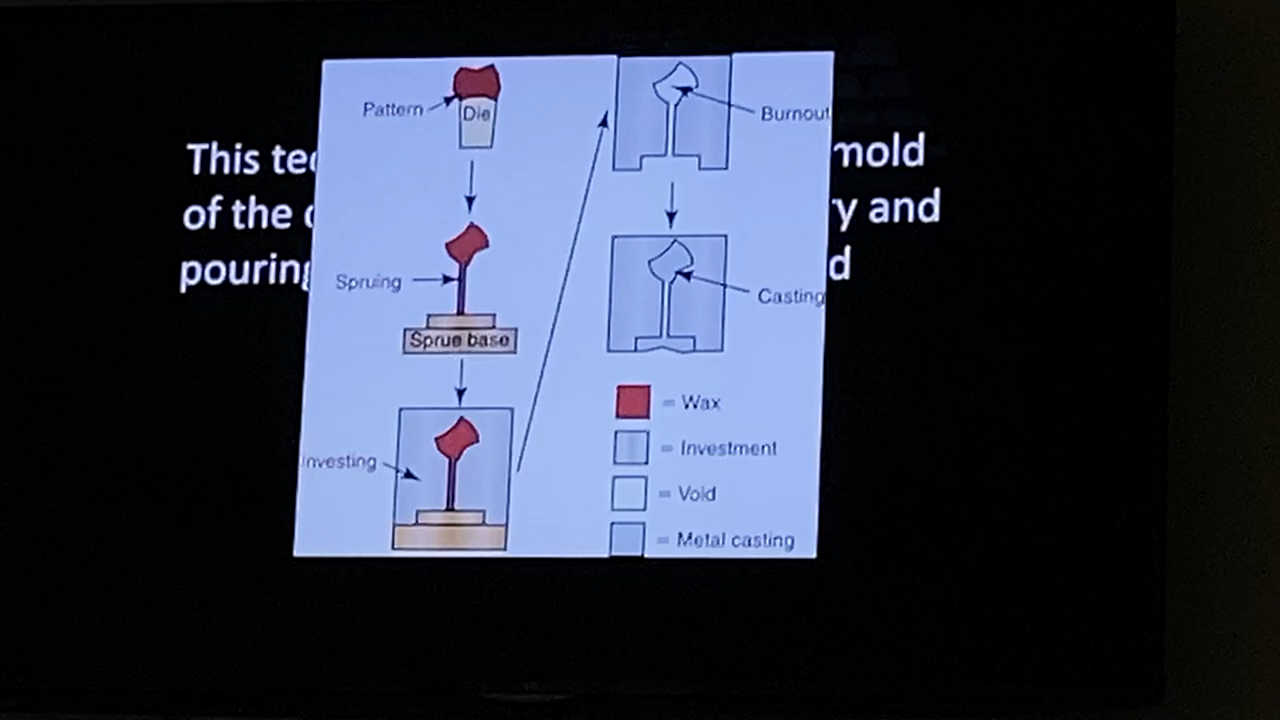 Pattern
Die
Burnout
This te
mold
of the
y and
pouring
d
Spruing
Sprue base
Casting
Investing
= Wax
= Investment
= Void
= Metal casting